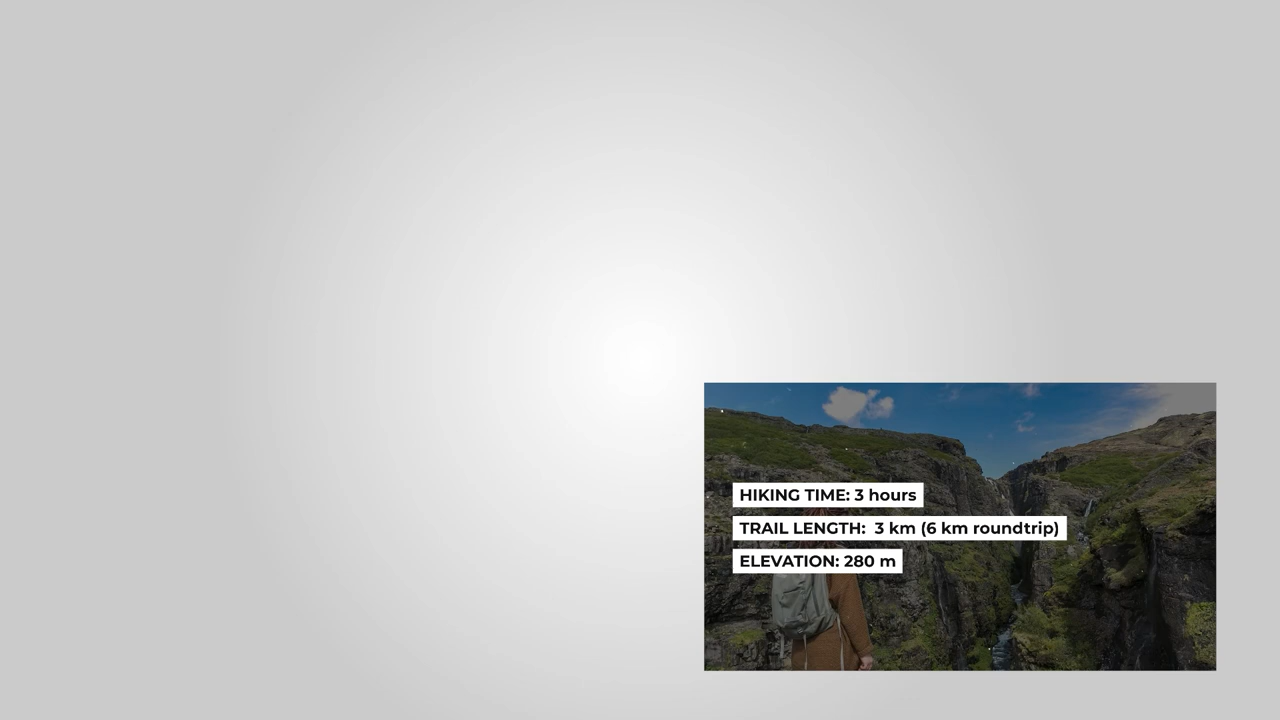 HIKING TIME: 3 hours
TRAIL LENGTH: 3 km (6 km roundtrip)
ELEVATION: 280 m